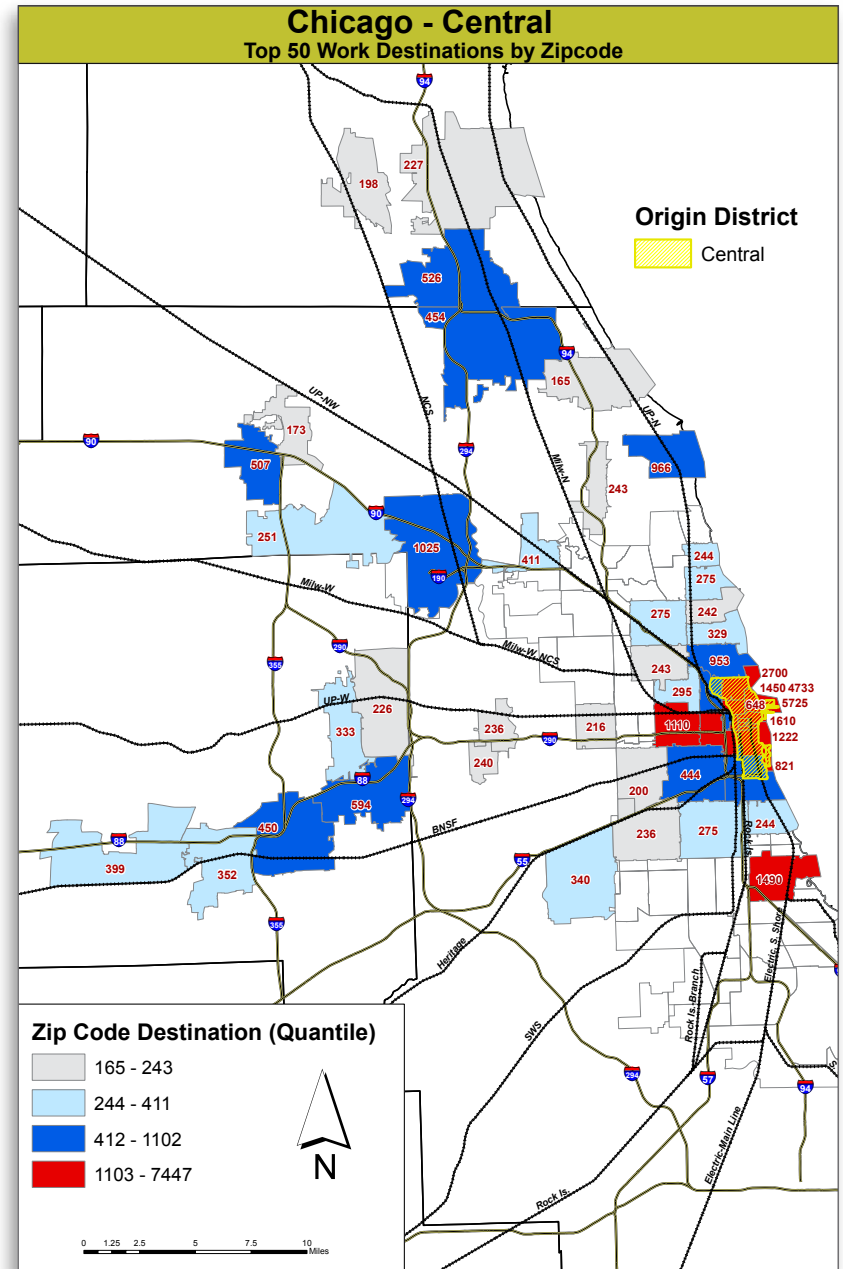 Chicago - Central
Top 50 Work Destinations by Zipcode
94
227
198
Origin District
Central
526
454
94
165
UP-NW
NCS
UP-N
173
90
294
507
Milw-N
966
243
90
251
1025
411
244
190
275
Milw-W
275
242
329
290
Milw-W, NCS
243
953
355
2700
295
1450 4733
UP-W
226
648
5725
236
216
1110
1610
333
290
1222
240
821
88
444
594
294
200
450
BNSF
88
236
275
244
Rock Is.
399
352
55
340
1490
6
355
Electric, S. Shore
Heritage
Rock Is.-Branch
SWS
294
57
94
S
Electric-Main Line
Rock Is.
Zip Code Destination (Quantile)
165 - 243
244 - 411
412 - 1102
1103 - 7447
N
0 1.25 2.5 5 7.5 10
Miles